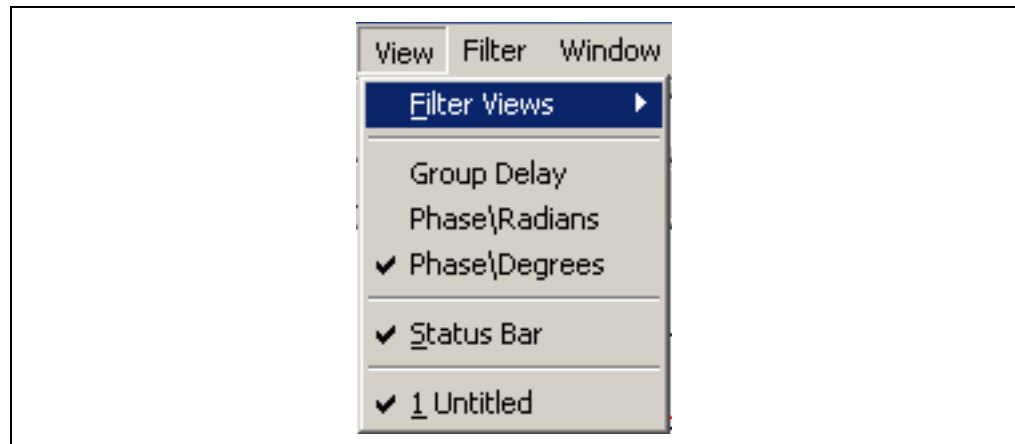 View Filter Window
Filter Views
Group Delay
Phase\Radians
Phase\Degrees
Status Bar
1 Untitled